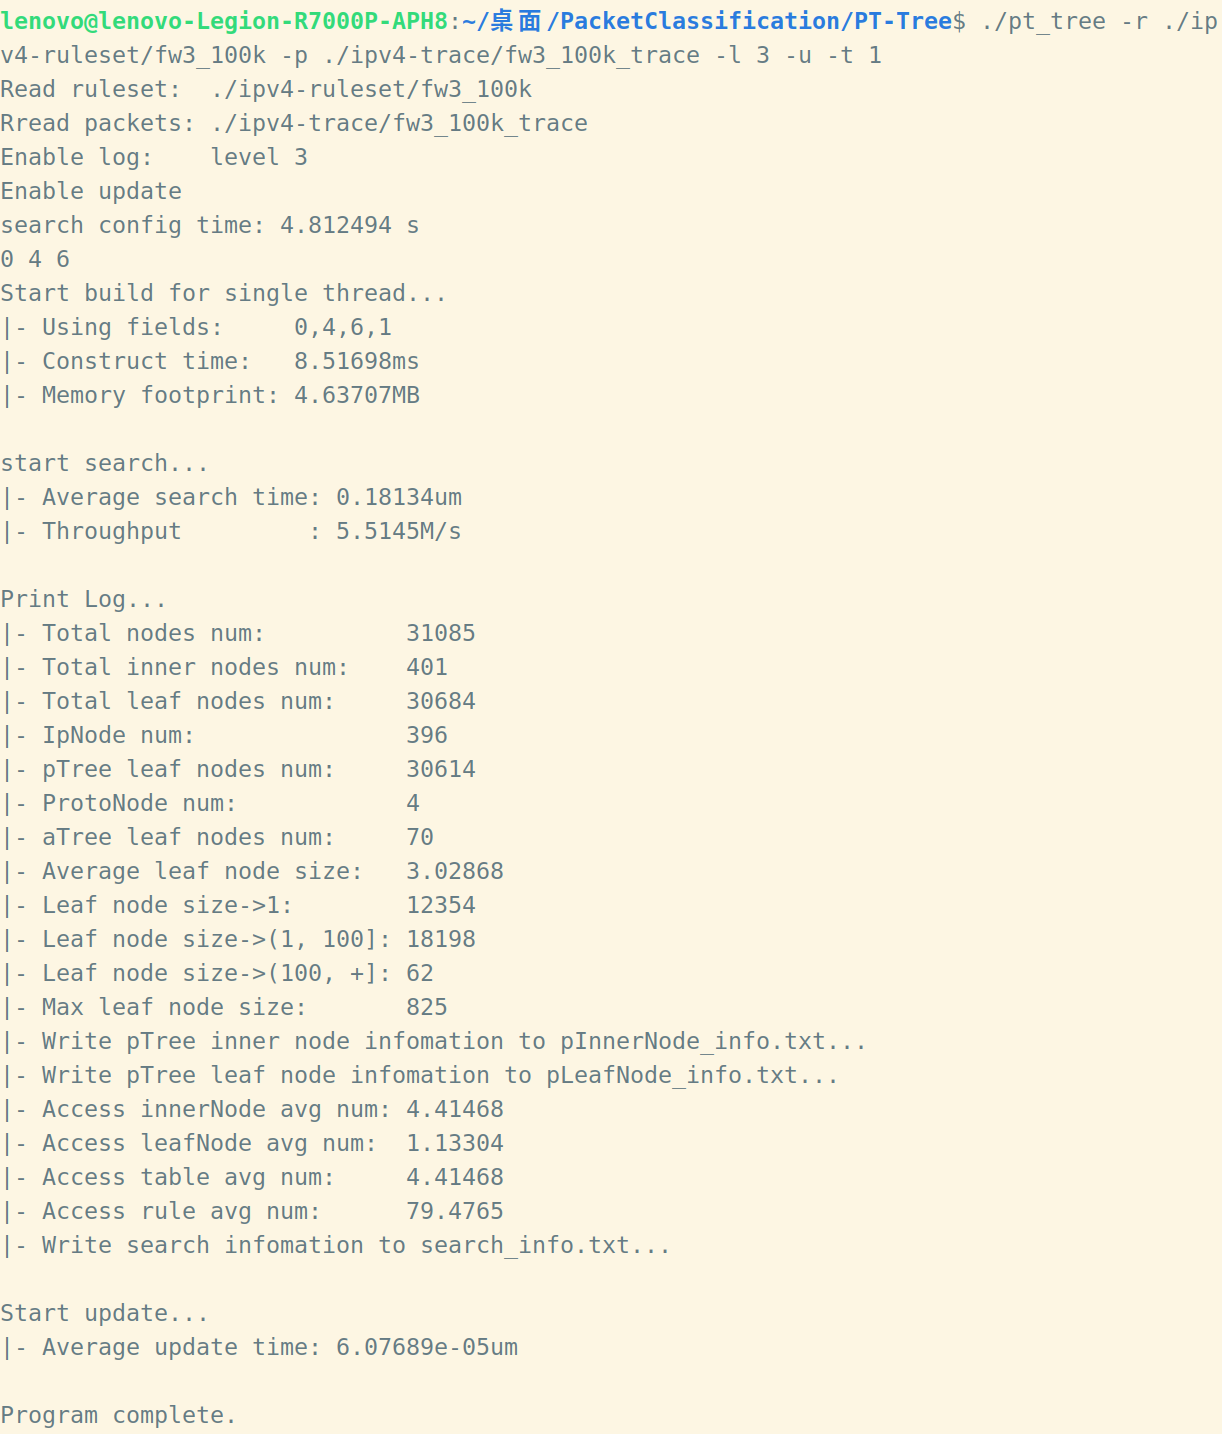 lenovo@lenovo-Legion-R7000P-APH8:~/桌面/PacketClassification/PT-Tree$ ./pt_tree -r ./ip
v4-ruleset/fw3_100k -p ./ipv4-trace/fw3_100k_trace -l 3 -u -t 1
Read ruleset:  ./ipv4-ruleset/fw3_100k
Rread packets: ./ipv4-trace/fw3_100k_trace
Enable log:    level 3
Enable update
search config time: 4.812494 s
0 4 6
Start build for single thread...
|- Using fields:     0,4,6,1
|- Construct time:   8.51698ms
|- Memory footprint: 4.63707MB

start search...
|- Average search time: 0.18134um
|- Throughput         : 5.5145M/s

Print Log...
|- Total nodes num:          31085
|- Total inner nodes num:    401
|- Total leaf nodes num:     30684
|- IpNode num:               396
|- pTree leaf nodes num:     30614
|- ProtoNode num:            4
|- aTree leaf nodes num:     70
|- Average leaf node size:   3.02868
|- Leaf node size->1:        12354
|- Leaf node size->(1, 100]: 18198
|- Leaf node size->(100, +]: 62
|- Max leaf node size:       825
|- Write pTree inner node infomation to pInnerNode_info.txt...
|- Write pTree leaf node infomation to pLeafNode_info.txt...
|- Access innerNode avg num: 4.41468
|- Access leafNode avg num:  1.13304
|- Access table avg num:     4.41468
|- Access rule avg num:      79.4765
|- Write search infomation to search_info.txt...

Start update...
|- Average update time: 6.07689e-05um

Program complete.